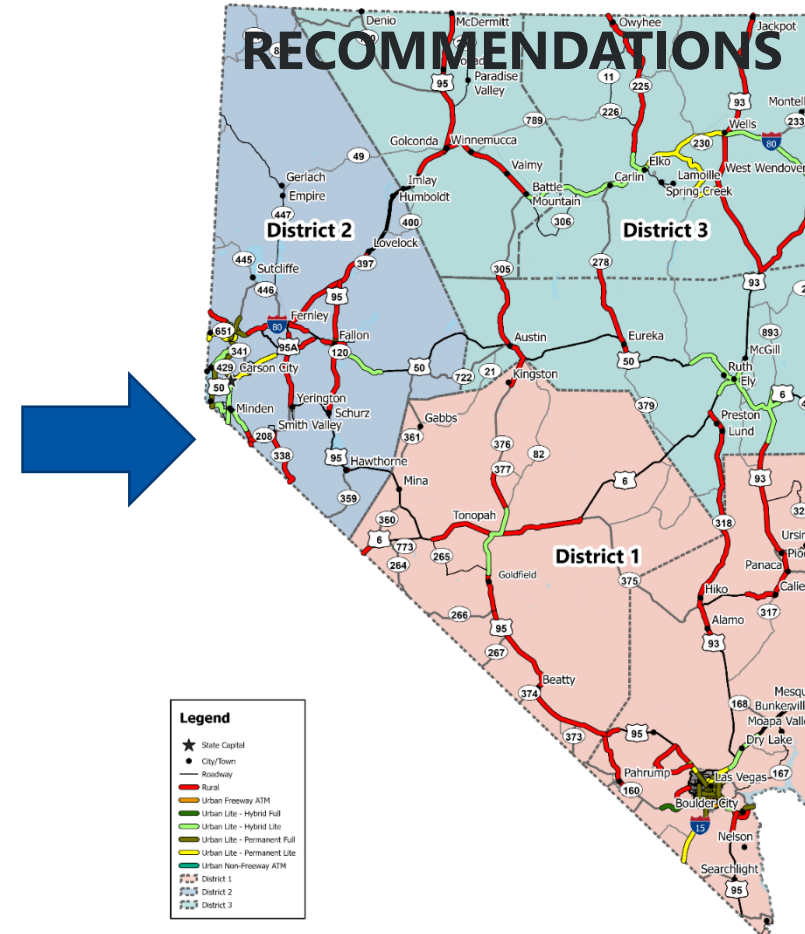 RECOMMENDATIONS
Denio
McDermitt
Owyhee
Jackpot
95
Paradise
Valley
11
225
226
93
Montell
233
789
Wells
230
80
Golconda
Winnemucca
49
Valmy
Elko
Lamoille
West Wendover
Spring Creek
Carlin
Imlay
Humboldt
Battle
Mountain
Gerlach
Empire
447
400
306
District 2
District 3
Lovelock
445
397
Sutcliffe
446
305
278
93
95
Fernley
80
651
893
95A
Fallon
120
Austin
Eureka
McGill
341
429
Carson City
50
50
722
21
50
Ruth
Ely
Kingston
6
Minden
Yerington
Schurz
Smith Valley
208
338
Gabbs
361
379
Preston
Lund
376
82
377
95
Hawthorne
Mina
359
6
93
360
Tonopah
318
6
773
265
264
Panaca
District 1
Goldfield
375
Hiko
317
266
Alamo
95
93
267
Beatty
374
168
Bunkervill
Moapa Vall
Dry Lake
373
95
Pahrump
160
Las Vegas
167
Boulder City
15
Nelson
Searchlight
95
Legend
State Capital
City/Town
Roadway
Rural
Urban Freeway ATM
Urban Lite - Hybrid Full
Urban Lite - Hybrid Lite
Urban Lite - Permanent Full
Urban Lite - Permanent Lite
Urban Non-Freeway ATM
District 1
District 2
District 3